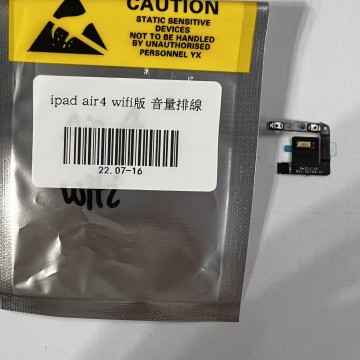 CAUTION
STATIC SENSITIVE
DEVICES
NOT TO BE HANDLED
BY UNAUTHORISED
PERSONNEL YX
ipad air4 wifi版 音量排線
22.07-16